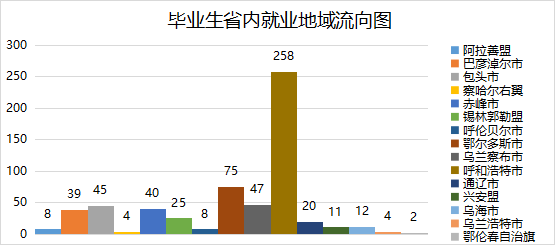 毕业生省内就业地域流向图
300
250
200
150
100
50
0
8
39
45
4
40
25
8
75
47
258
20
11
12
4
2
阿拉善盟
巴彦淖尔市
包头市
察哈尔右翼
赤峰市
锡林郭勒盟
呼伦贝尔市
鄂尔多斯市
乌兰察布市
呼和浩特市
通辽市
兴安盟
乌海市
乌兰浩特市
鄂伦春自治旗